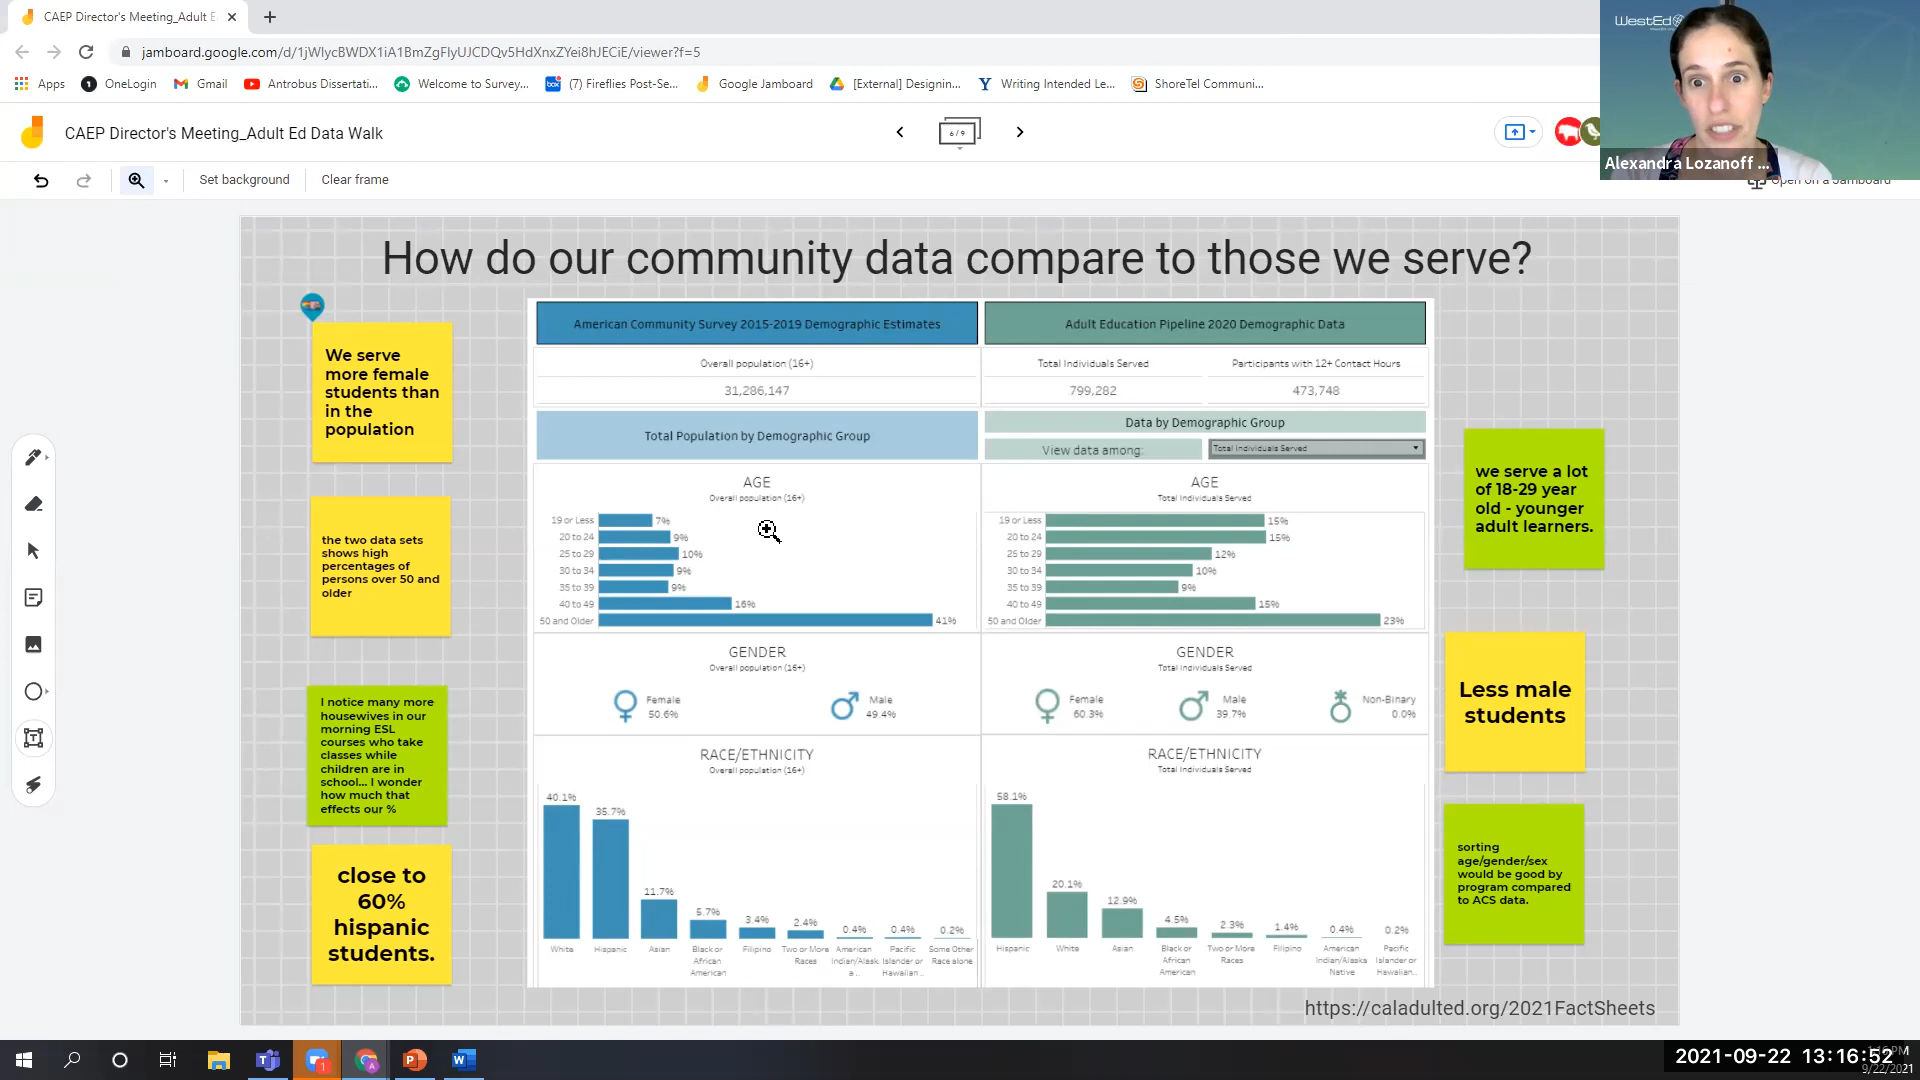 CAEP Director's Meeting_Adult E
jamboard.google.com/d/1jWlycBWDX1iA1BmZgFlyUJCDQv5HdXnxZYei8hJECiE/viewer?f=5
Apps OneLogin Gmail Antrobus Dissertati... Welcome to Survey... (7) Fireflies Post-Se... Google Jamboard [External] Designin... Writing Intended Le... ShoreTel Communi...
WestEd
Alexandra Lozanoff ...
CAEP Director's Meeting_Adult Ed Data Walk
6 / 9
Set background Clear frame
Open on a Jamboard
How do our community data compare to those we serve?
We serve
more female
students than
in the
population
the two data sets
shows high
percentages of
persons over 50 and
older
I notice many more
housewives in our
morning ESL
courses who take
classes while
children are in
school... I wonder
how much that
effects our %
close to
60%
hispanic
students.
American Community Survey 2015-2019 Demographic Estimates
Overall population (16+)
31,286,147
Total Population by Demographic Group
AGE
Overall population (16+)
19 or Less 7%
20 to 24 9%
25 to 29 10%
30 to 34 9%
35 to 39 9%
40 to 49 16%
50 and Older 41%
GENDER
Overall population (16+)
Female Male
50.6% 49.4%
RACE/ETHNICITY
Overall population (16+)
40.1% 35.7% 11.7% 5.7% 3.4% 2.4% 0.4% 0.4% 0.2%
White Hispanic Asian Black or Filipino Two or More American Pacific Some Other
African Races Indian/Alask Islander or Race alone
American a .. Hawaiian ..
Adult Education Pipeline 2020 Demographic Data
Total Individuals Served Participants with 12+ Contact Hours
799,282 473,748
Data by Demographic Group
View data among: Total Individuals Served
AGE
Total Individuals Served
19 or Less 15%
20 to 24 15%
25 to 29 12%
30 to 34 10%
35 to 39 9%
40 to 49 15%
50 and Older 23%
GENDER
Total Individuals Served
Female Male Non-Binary
60.3% 39.7% 0.0%
RACE/ETHNICITY
Total Individuals Served
58.1% 20.1% 12.9% 4.5% 2.3% 1.4% 0.4% 0.2%
Hispanic White Asian Black or Two or More Filipino American Pacific
African Races Indian/Alaska Islander or
American Native Hawaiian..
we serve a lot
of 18-29 year
old - younger
adult learners.
Less male
students
sorting
age/gender/sex
would be good by
program compared
to ACS data.
https://caladulted.org/2021FactSheets
2021-09-22 13:16:52
9/22/2021